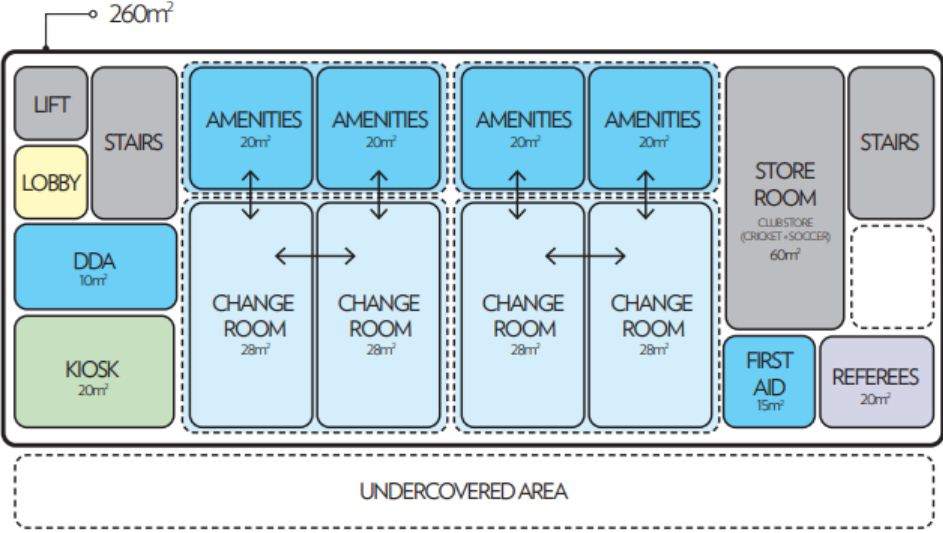 260m²
LIFT
STAIRS
LOBBY
DDA
10m²
KIOSK
20m²
AMENITIES
20m²
AMENITIES
20m²
AMENITIES
20m²
AMENITIES
20m²
CHANGE
ROOM
28m²
CHANGE
ROOM
28m²
CHANGE
ROOM
28m²
CHANGE
ROOM
28m²
STORE
ROOM
CLUB STORE
(CRICKET + SOCCER)
60m²
STAIRS
FIRST
AID
15m²
REFEREES
20m²
UNDERCOVERED AREA